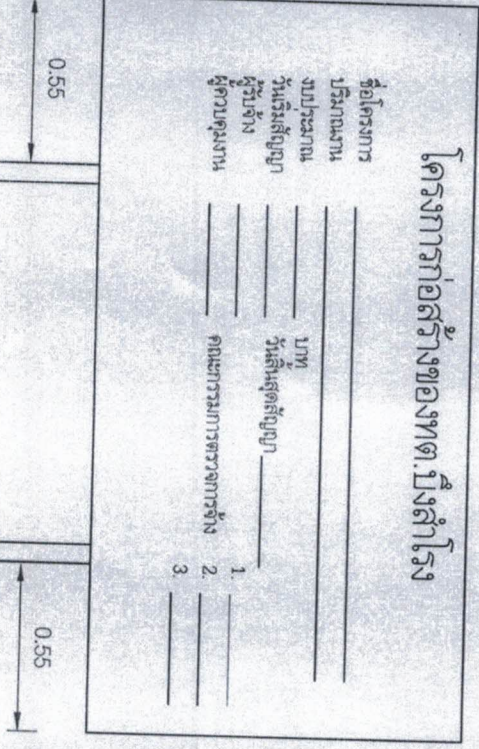 โครงการก่อสร้างของทต.บึงสำโรง
ชื่อโครงการ
ปริมาณงาน
งบประมาณ บาท
วันเริ่มสัญญา วันสิ้นสุดสัญญา
ผู้รับจ้าง
ผู้ควบคุมงาน คณะกรรมการตรวจการจ้าง 1.
2.
3.
0.55 0.55